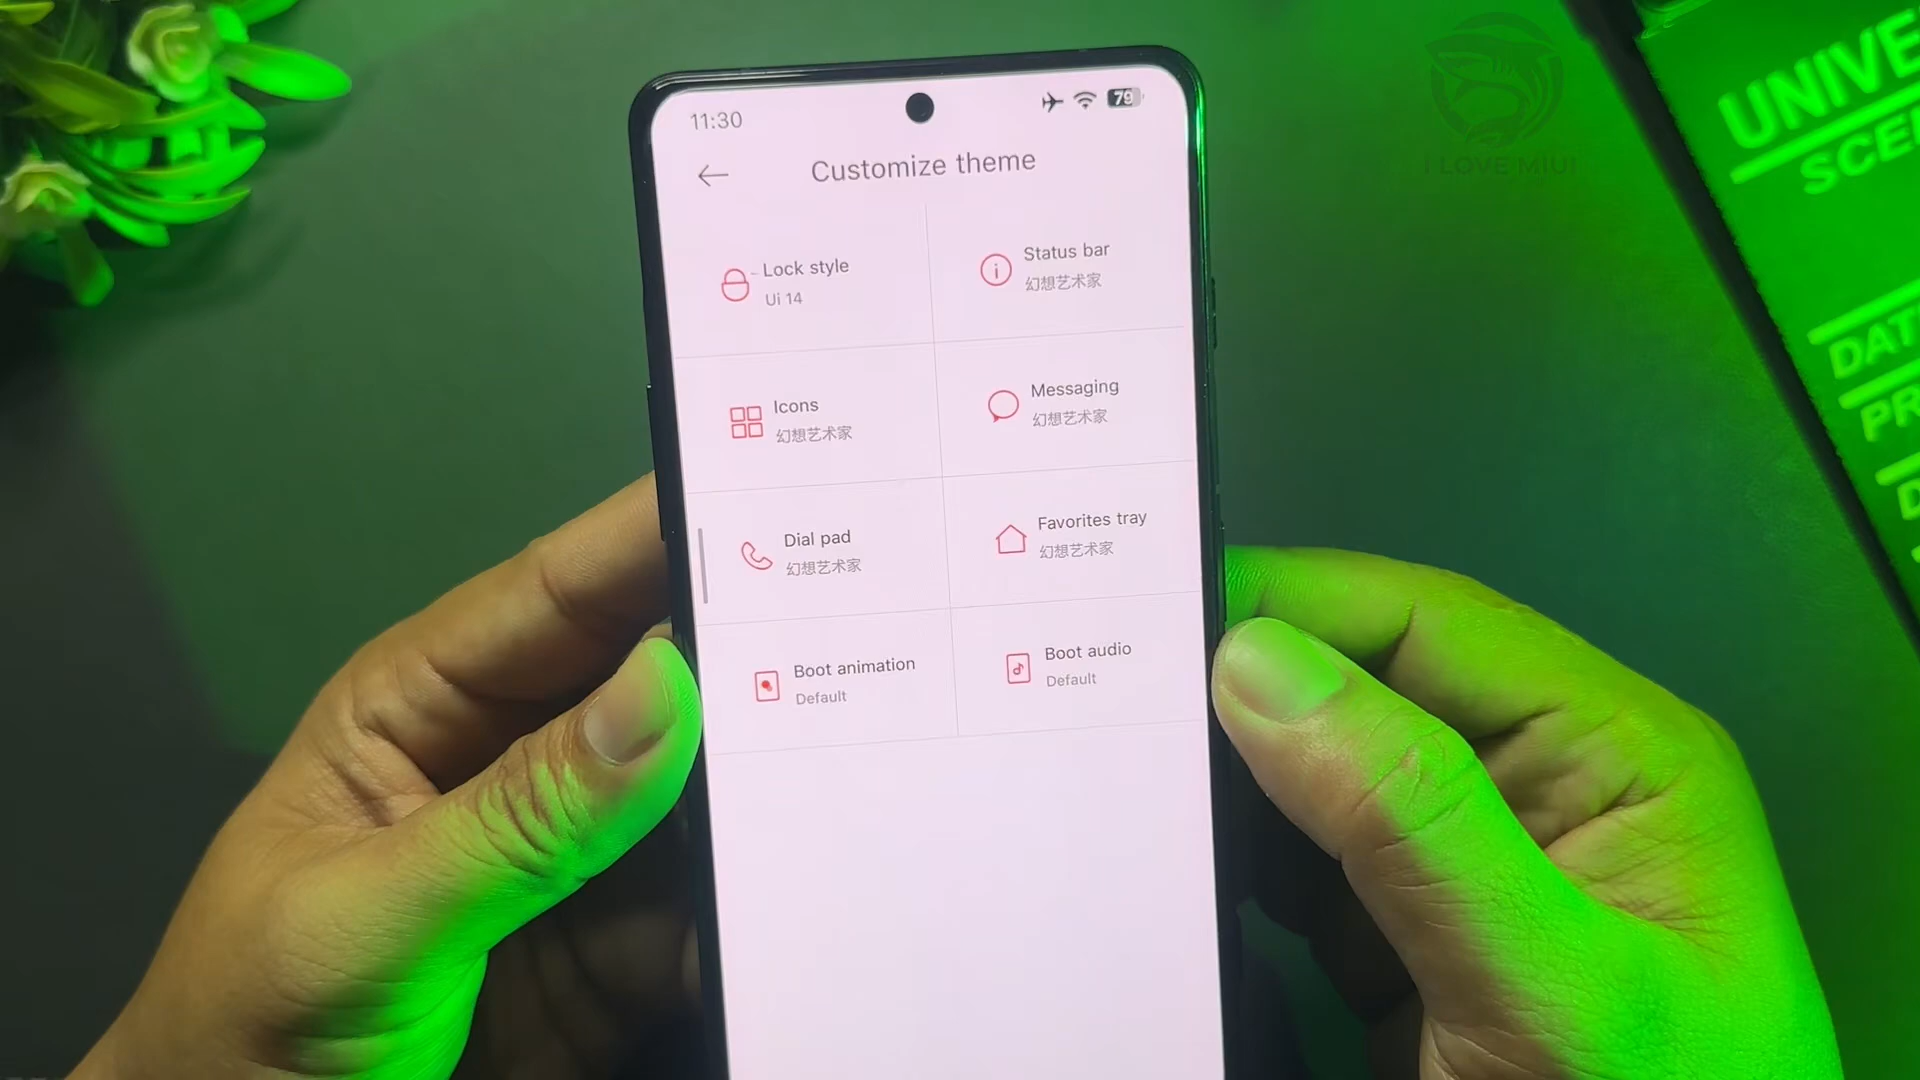 11:30
79
Customize theme
Lock style
Ui 14
Status bar
幻想艺术家
Icons
幻想艺术家
Messaging
幻想艺术家
Dial pad
幻想艺术家
Favorites tray
幻想艺术家
Boot animation
Default
Boot audio
Default
I LOVE MIUI
UNIVE
SCE
DAT
PR